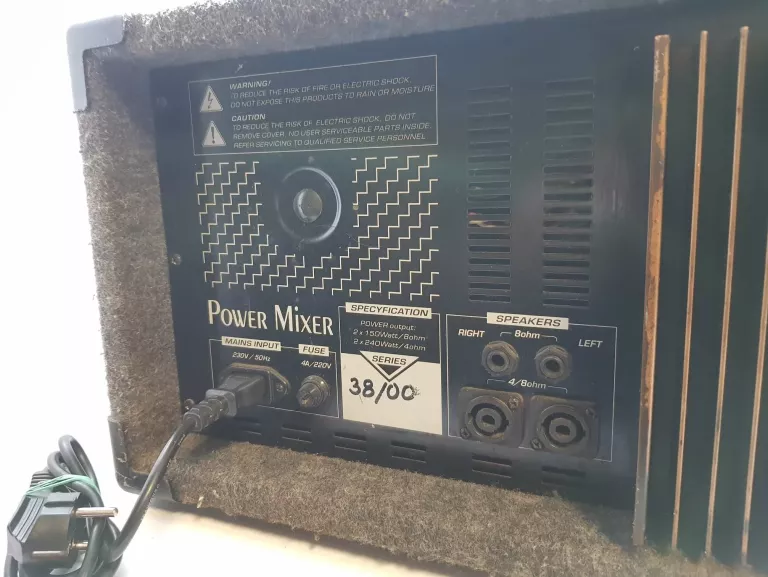 WARNING!
TO REDUCE THE RISK OF FIRE OR ELECTRIC SHOCK.
DO NOT EXPOSE THIS PRODUCTS TO RAIN OR MOISTURE
CAUTION
TO REDUCE THE RISK OF ELECTRIC SHOCK, DO NOT
REMOVE COVER. NO USER SERVICEABLE PARTS INSIDE.
REFER SERVICING TO QUALIFIED SERVICE PERSONNEL
POWER MIXER
MAINS INPUT
230V / 50Hz
FUSE
4A/220V
SPECYFICATION
POWER output:
2 x 150Watt/8ohm
2 x 240Watt/4ohm
SERIES
38/00
SPEAKERS
RIGHT 8ohm LEFT
4/8ohm